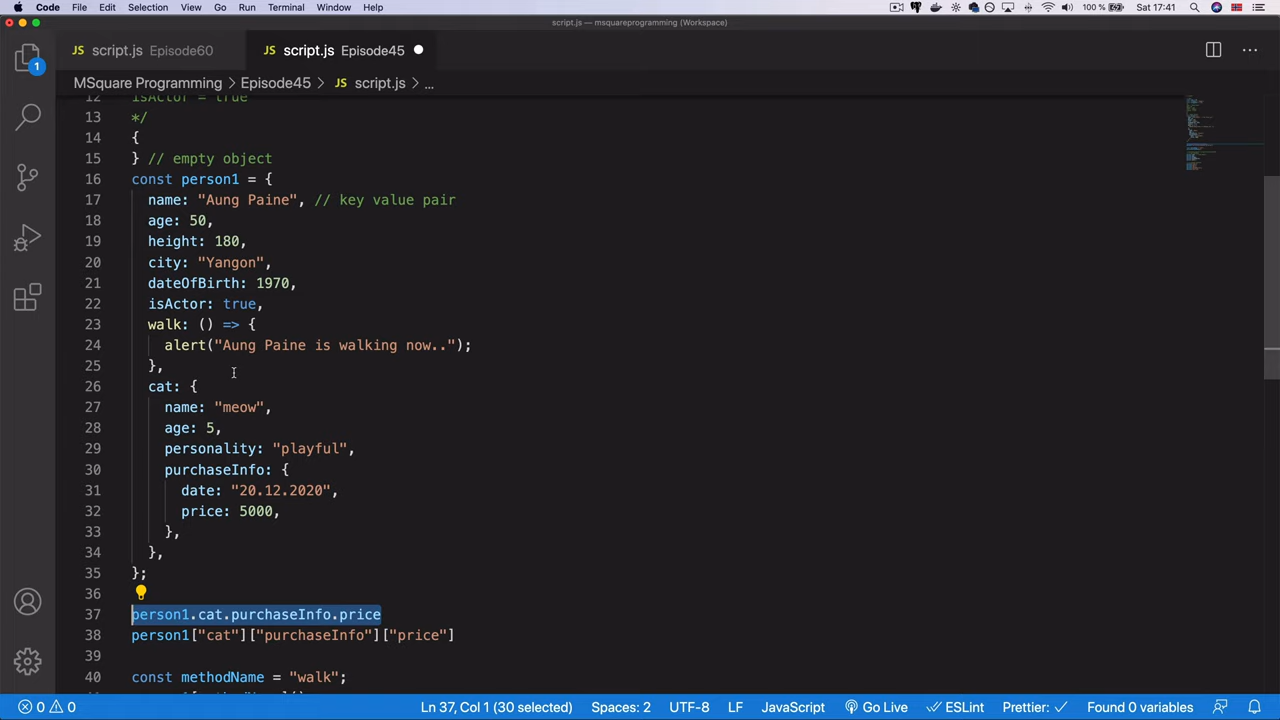 Code File Edit Selection View Go Run Terminal Window Help 100 % Sat 17:41
script.js — msquareprogramming (Workspace)
JS script.js Episode60 JS script.js Episode45
MSquare Programming > Episode45 > JS script.js > ...
1
12 isActor = true
13 */
14 {
15 } // empty object
16 const person1 = {
17 name: "Aung Paine", // key value pair
18 age: 50,
19 height: 180,
20 city: "Yangon",
21 dateOfBirth: 1970,
22 isActor: true,
23 walk: () => {
24 alert("Aung Paine is walking now..");
25 },
26 cat: {
27 name: "meow",
28 age: 5,
29 personality: "playful",
30 purchaseInfo: {
31 date: "20.12.2020",
32 price: 5000,
33 },
34 },
35 };
36
37 person1.cat.purchaseInfo.price
38 person1["cat"]["purchaseInfo"]["price"]
39
40 const methodName = "walk";
0 0 Ln 37, Col 1 (30 selected) Spaces: 2 UTF-8 LF JavaScript Go Live ESLint Prettier: Found 0 variables